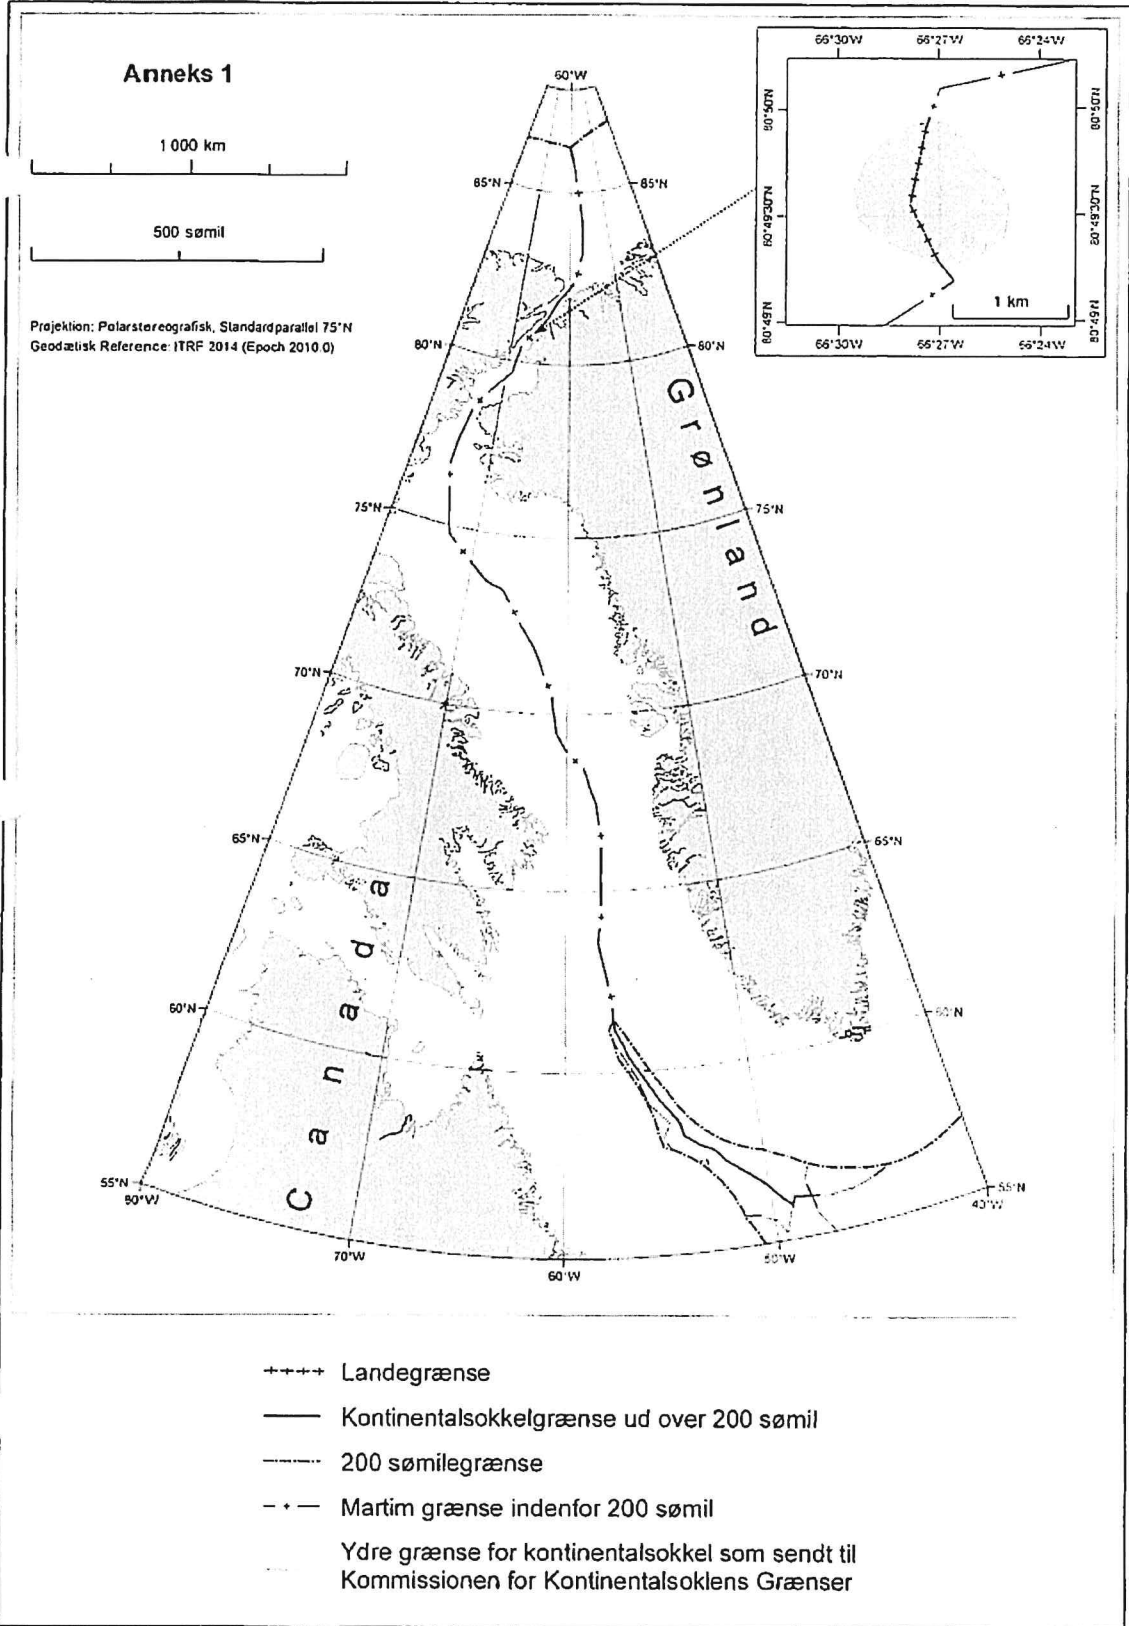 Anneks 1
1 000 km
500 sømil
Projektion: Polarstereografisk, Standardparallel 75°N
Geodætisk Reference: ITRF 2014 (Epoch 2010.0)
60°W
85°N
85°N
80°N
80°N
75°N
75°N
70°N
70°N
65°N
65°N
60°N
60°N
55°N
80°W
70°W
60°W
50°W
55°N
40°W
Grønland
Canada
66°30'W
66°27'W
66°24'W
80°50'N
80°50'N
80°49'30"N
80°49'30"N
80°49'N
80°49'N
1 km
66°30'W
66°27'W
66°24'W
Landegrænse
Kontinentalsokkelgrænse ud over 200 sømil
200 sømilegrænse
Martim grænse indenfor 200 sømil
Ydre grænse for kontinentalsokkel som sendt til
Kommissionen for Kontinentalsoklens Grænser